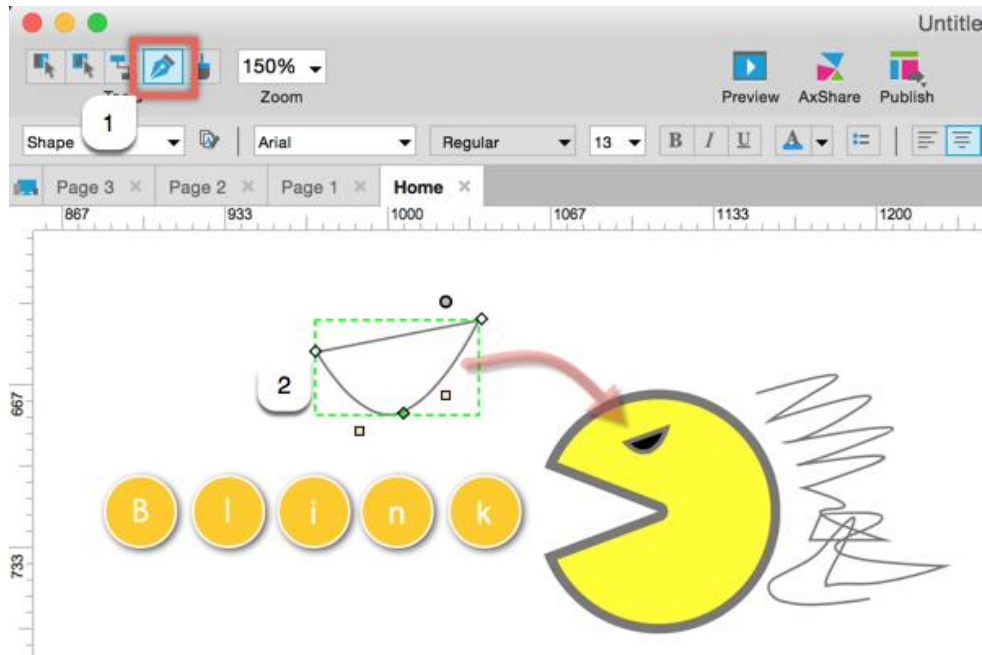 Untitle
150%
Zoom
Preview AxShare Publish
1
Shape Arial Regular 13 B I U A
Page 3 Page 2 Page 1 Home
867 933 1000 1067 1133 1200
2
667
B l i n k
733